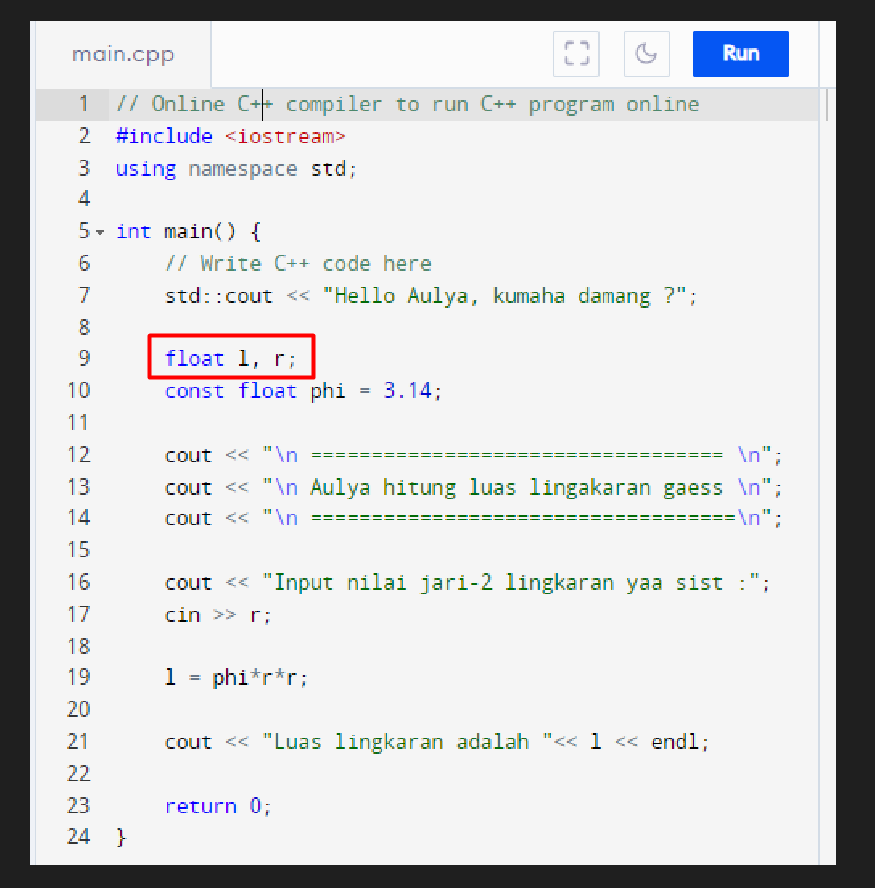 main.cpp
Run
1 // Online C++ compiler to run C++ program online
2 #include <iostream>
3 using namespace std;
4
5 int main() {
6     // Write C++ code here
7     std::cout << "Hello Aulya, kumaha damang ?";
8
9     float l, r;
10     const float phi = 3.14;
11
12     cout << "\n ================================== \n";
13     cout << "\n Aulya hitung luas lingakaran gaess \n";
14     cout << "\n ===================================\n";
15
16     cout << "Input nilai jari-2 lingkaran yaa sist :";
17     cin >> r;
18
19     l = phi*r*r;
20
21     cout << "Luas lingkaran adalah "<< l << endl;
22
23     return 0;
24 }